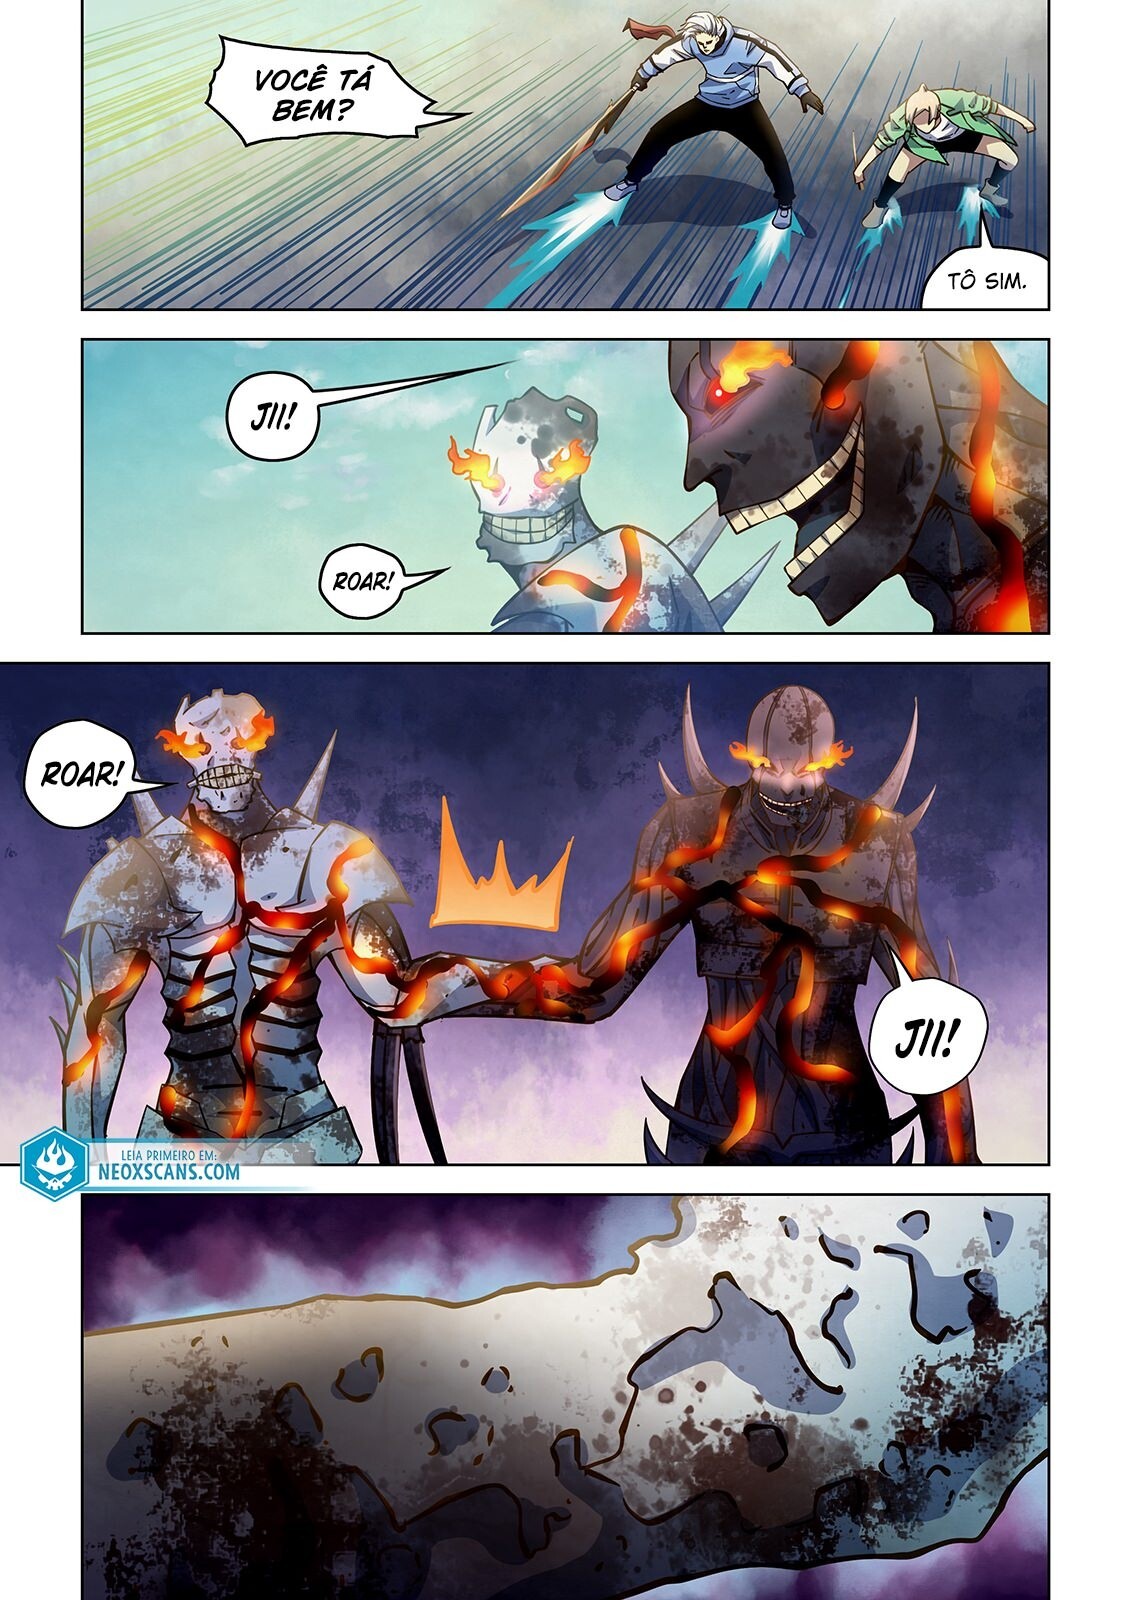 VOCÊ TÁ
BEM?
TÔ SIM.
JII!
ROAR!
ROAR!
JII!
LEIA PRIMEIRO EM:
NEOXSCANS.COM